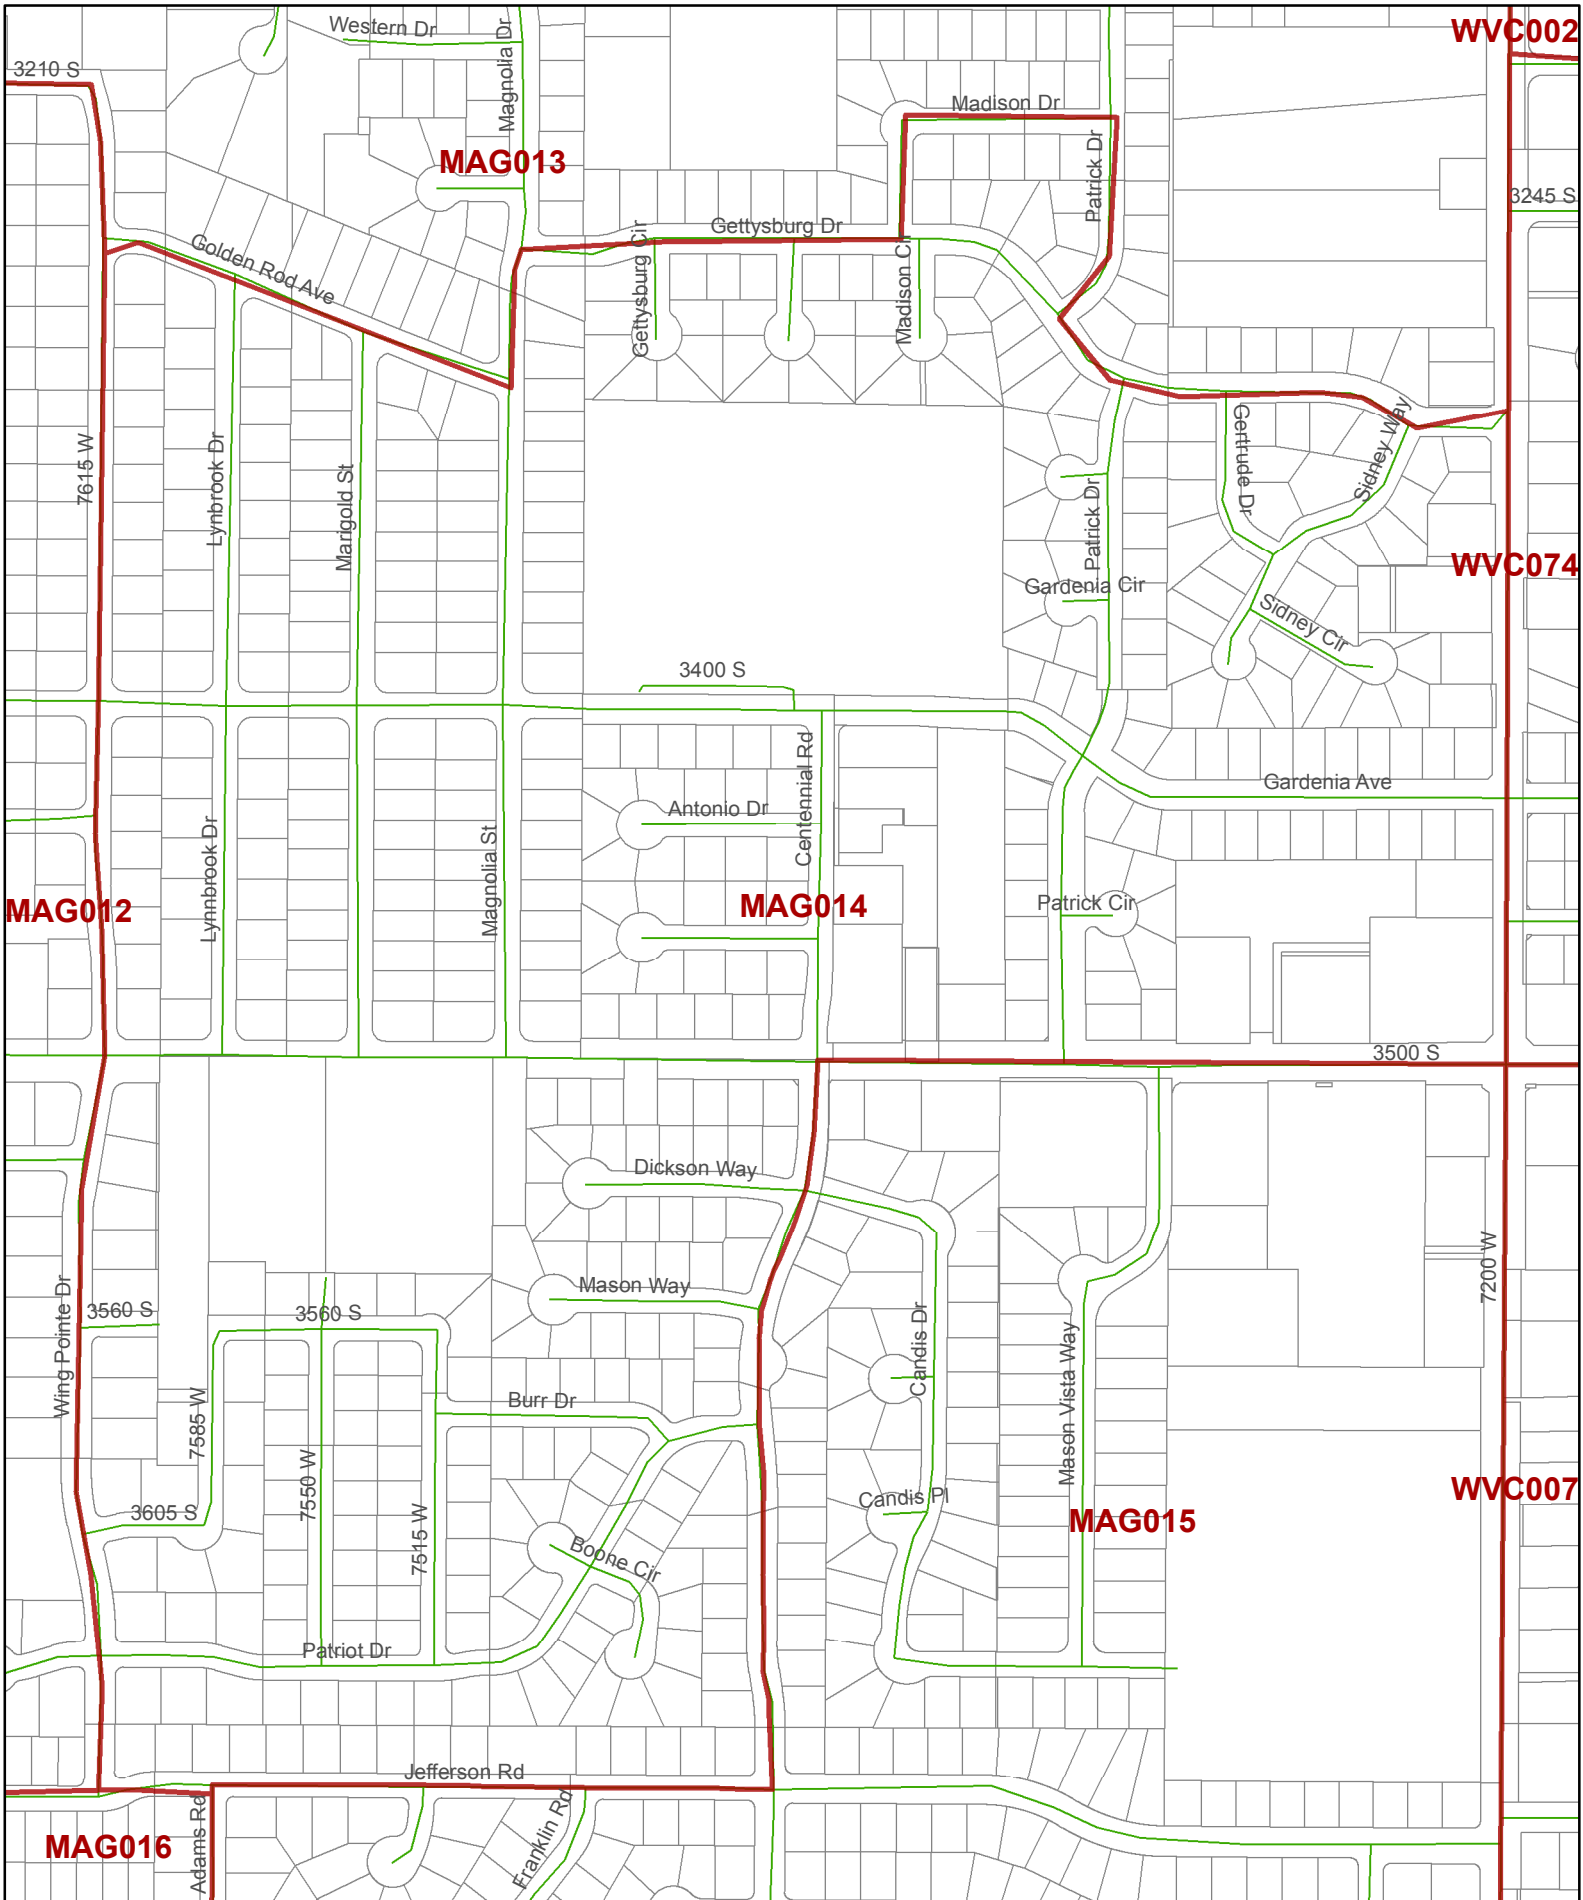 Western Dr
Magnolia Dr
WVC002
3210 S
Madison Dr
MAG013
Patrick Dr
3245 S
Gettysburg Dr
Golden Rod Ave
Gettysburg Cir
Madison Cir
7615 W
Lynbrook Dr
Marigold St
Gertrude Dr
Sidney Way
Patrick Dr
WVC074
Gardenia Cir
Sidney Cir
3400 S
Centennial Rd
Gardenia Ave
Antonio Dr
Lynnbrook Dr
Magnolia St
MAG012
MAG014
Patrick Cir
3500 S
Dickson Way
7200 W
Wing Pointe Dr
3560 S
3560 S
Mason Way
Candis Dr
Mason Vista Way
7585 W
Burr Dr
7550 W
WVC007
3605 S
7515 W
Candis Pl
MAG015
Boone Cir
Patriot Dr
Jefferson Rd
MAG016
Adams Rd
Franklin Rd